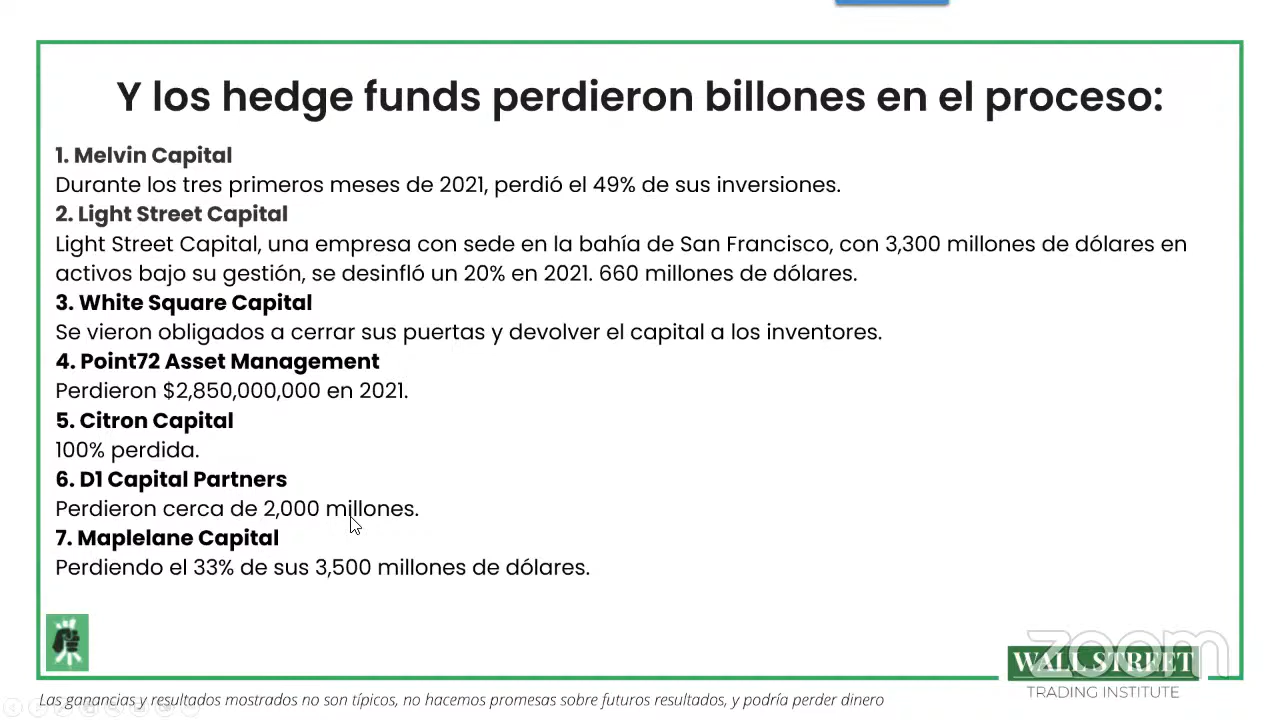 Y los hedge funds perdieron billones en el proceso:
1. Melvin Capital
Durante los tres primeros meses de 2021, perdió el 49% de sus inversiones.
2. Light Street Capital
Light Street Capital, una empresa con sede en la bahía de San Francisco, con 3,300 millones de dólares en
activos bajo su gestión, se desinfló un 20% en 2021. 660 millones de dólares.
3. White Square Capital
Se vieron obligados a cerrar sus puertas y devolver el capital a los inventores.
4. Point72 Asset Management
Perdieron $2,850,000,000 en 2021.
5. Citron Capital
100% perdida.
6. D1 Capital Partners
Perdieron cerca de 2,000 millones.
7. Maplelane Capital
Perdiendo el 33% de sus 3,500 millones de dólares.
zoom
WALL STREET
TRADING INSTITUTE
Las ganancias y resultados mostrados no son típicos, no hacemos promesas sobre futuros resultados, y podría perder dinero